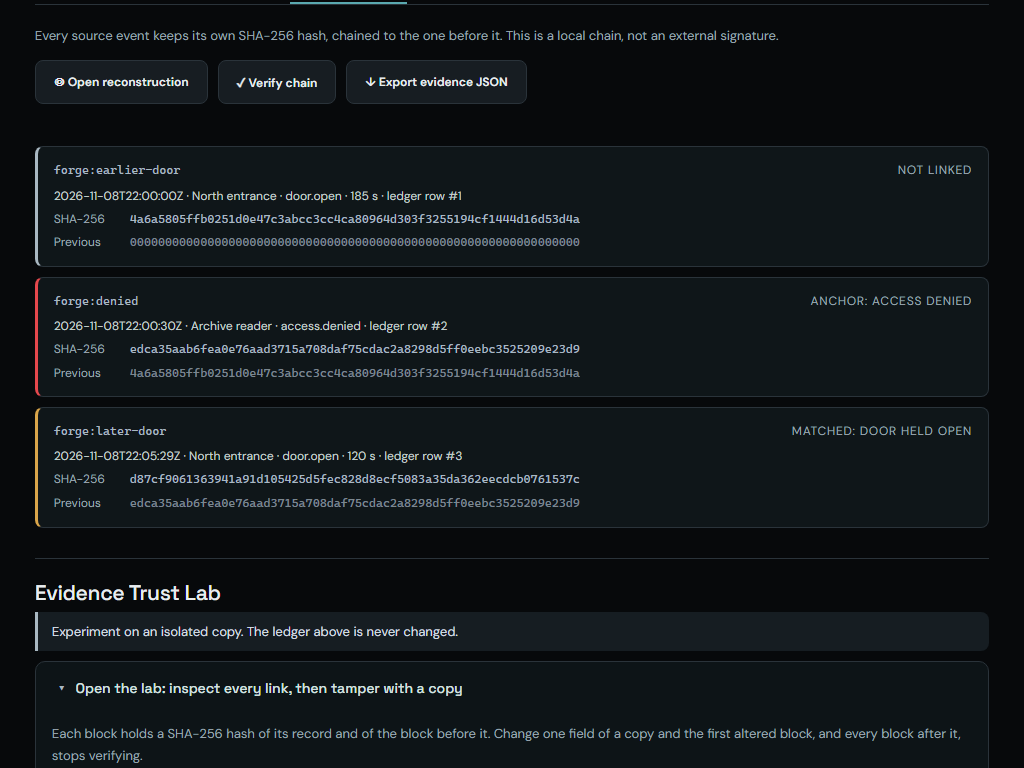 Every source event keeps its own SHA-256 hash, chained to the one before it. This is a local chain, not an external signature.
Open reconstruction
✓ Verify chain
↓ Export evidence JSON
forge:earlier-door
NOT LINKED
2026-11-08T22:00:00Z · North entrance · door.open · 185 s · ledger row #1
SHA-256 4a6a5805ffb0251d0e47c3abcc3cc4ca80964d303f3255194cf1444d16d53d4a
Previous 0000000000000000000000000000000000000000000000000000000000000000
forge:denied
ANCHOR: ACCESS DENIED
2026-11-08T22:00:30Z · Archive reader · access.denied · ledger row #2
SHA-256 edca35aab6fea0e76aad3715a708daf75cdac2a8298d5ff0eebc3525209e23d9
Previous 4a6a5805ffb0251d0e47c3abcc3cc4ca80964d303f3255194cf1444d16d53d4a
forge:later-door
MATCHED: DOOR HELD OPEN
2026-11-08T22:05:29Z · North entrance · door.open · 120 s · ledger row #3
SHA-256 d87cf9061363941a91d105425d5fec828d8ecf5083a35da362eecdcb0761537c
Previous edca35aab6fea0e76aad3715a708daf75cdac2a8298d5ff0eebc3525209e23d9
Evidence Trust Lab
Experiment on an isolated copy. The ledger above is never changed.
Open the lab: inspect every link, then tamper with a copy
Each block holds a SHA-256 hash of its record and of the block before it. Change one field of a copy and the first altered block, and every block after it,
stops verifying.